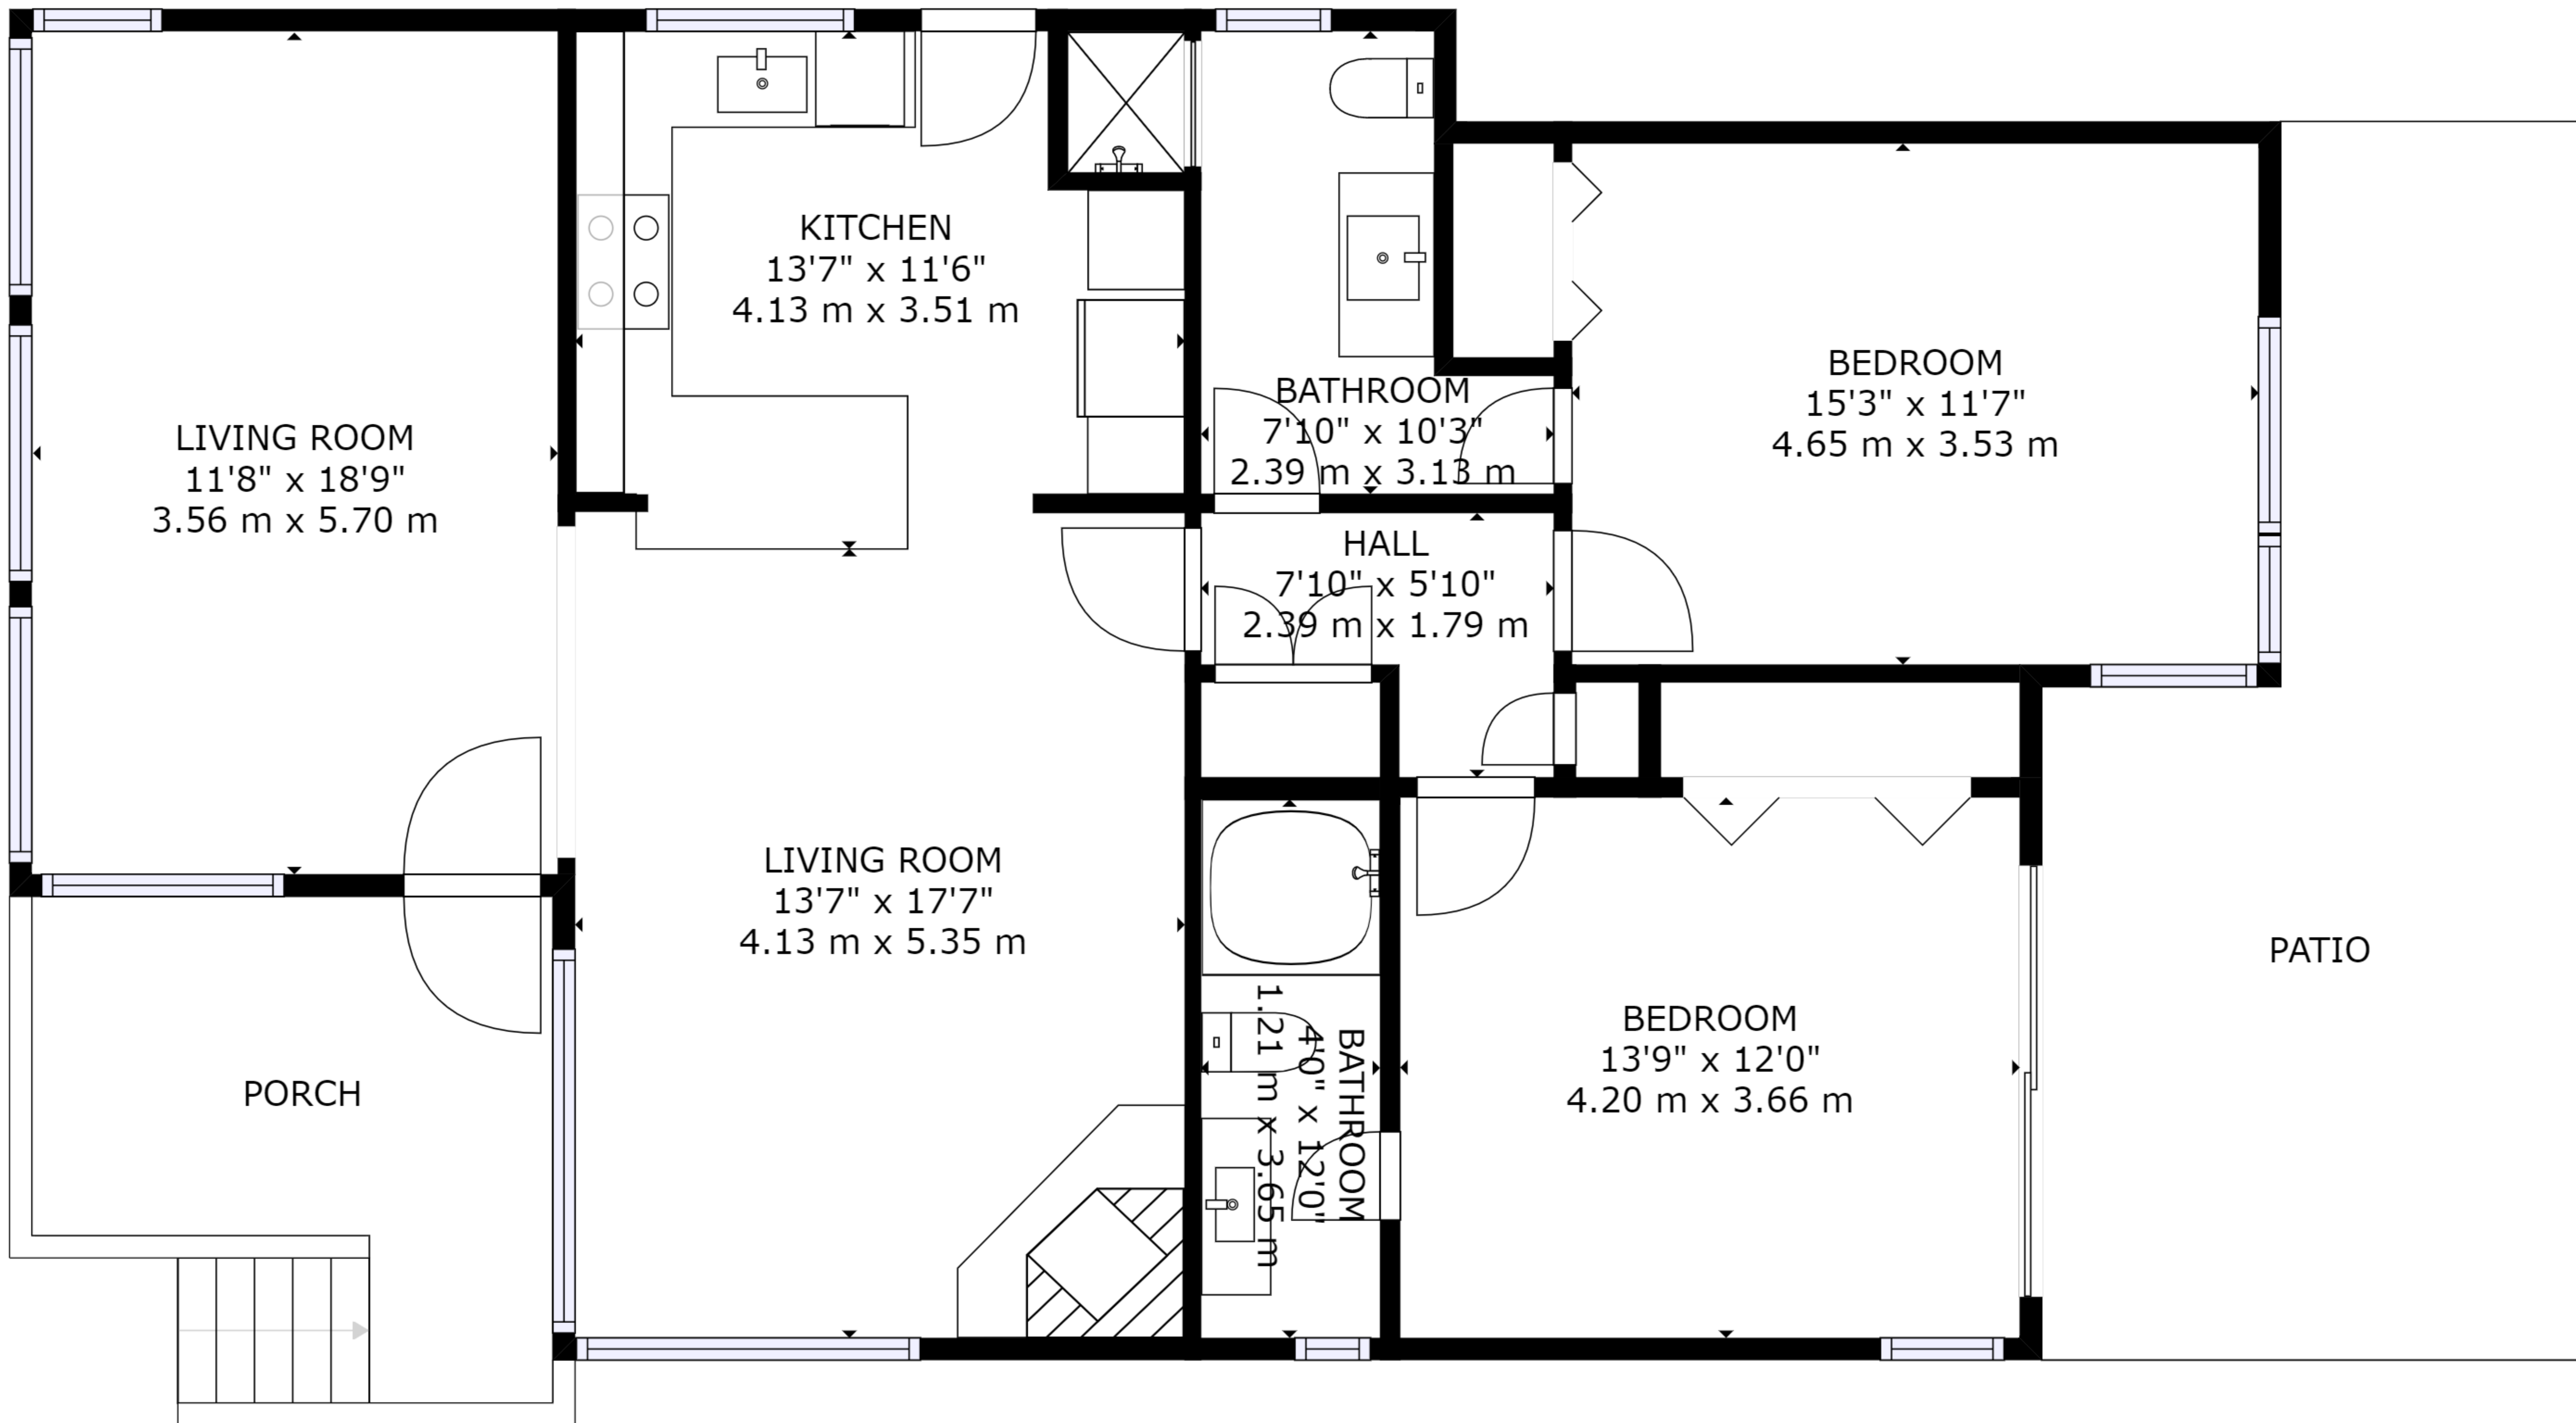 KITCHEN
13'7" x 11'6"
4.13 m x 3.51 m
LIVING ROOM
11'8" x 18'9"
3.56 m x 5.70 m
BATHROOM
7'10" x 10'3"
2.39 m x 3.13 m
BEDROOM
15'3" x 11'7"
4.65 m x 3.53 m
HALL
7'10" x 5'10"
2.39 m x 1.79 m
LIVING ROOM
13'7" x 17'7"
4.13 m x 5.35 m
PATIO
BATHROOM
4'0" x 12'0"
1.21 m x 3.65 m
BEDROOM
13'9" x 12'0"
4.20 m x 3.66 m
PORCH